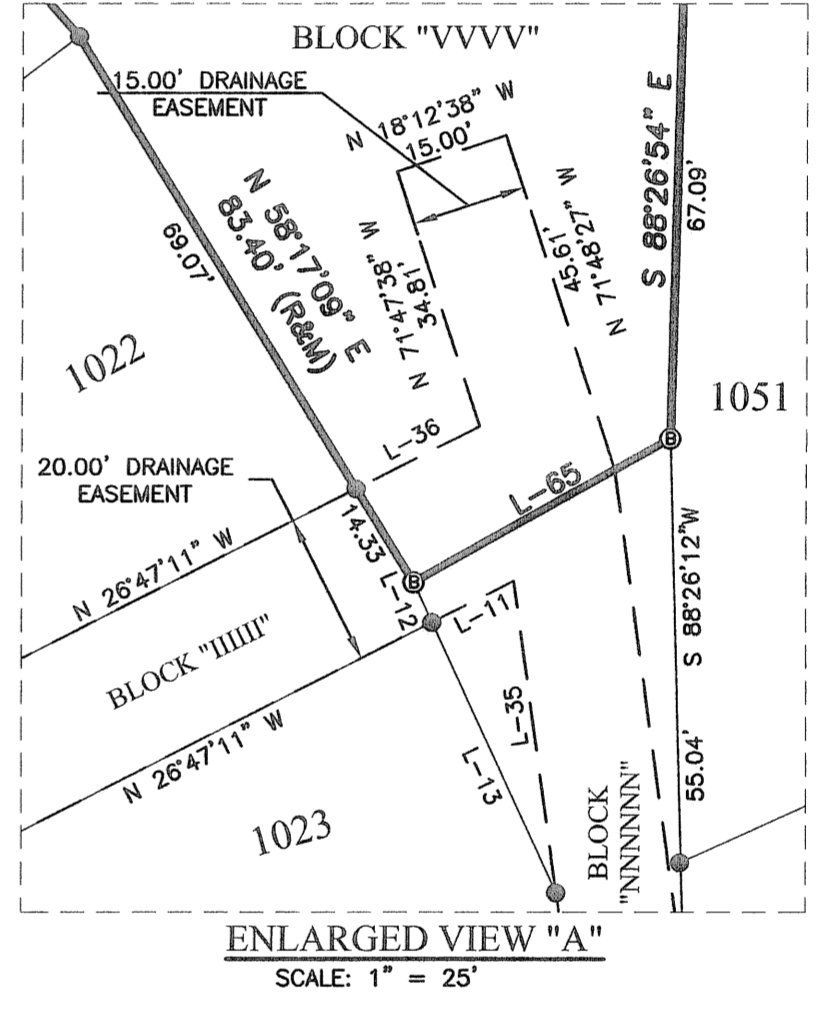 BLOCK "VVVV"
15.00' DRAINAGE
EASEMENT
N 18°12'38" W
15.00'
S 88°26'54" E
67.09'
N 58°17'09" E
83.40' (R&M)
69.07'
N 71°47'38" W
34.81'
45.61'
N 71°48'27" W
1022
1051
L-36
20.00' DRAINAGE
EASEMENT
L-65
B
B
14.33
L-12
N 26°47'11" W
S 88°26'12"W
55.04'
L-11
BLOCK "IIIIII"
N 26°47'11" W
L-35
L-13
1023
BLOCK
"NNNNNN"
ENLARGED VIEW "A"
SCALE: 1" = 25'